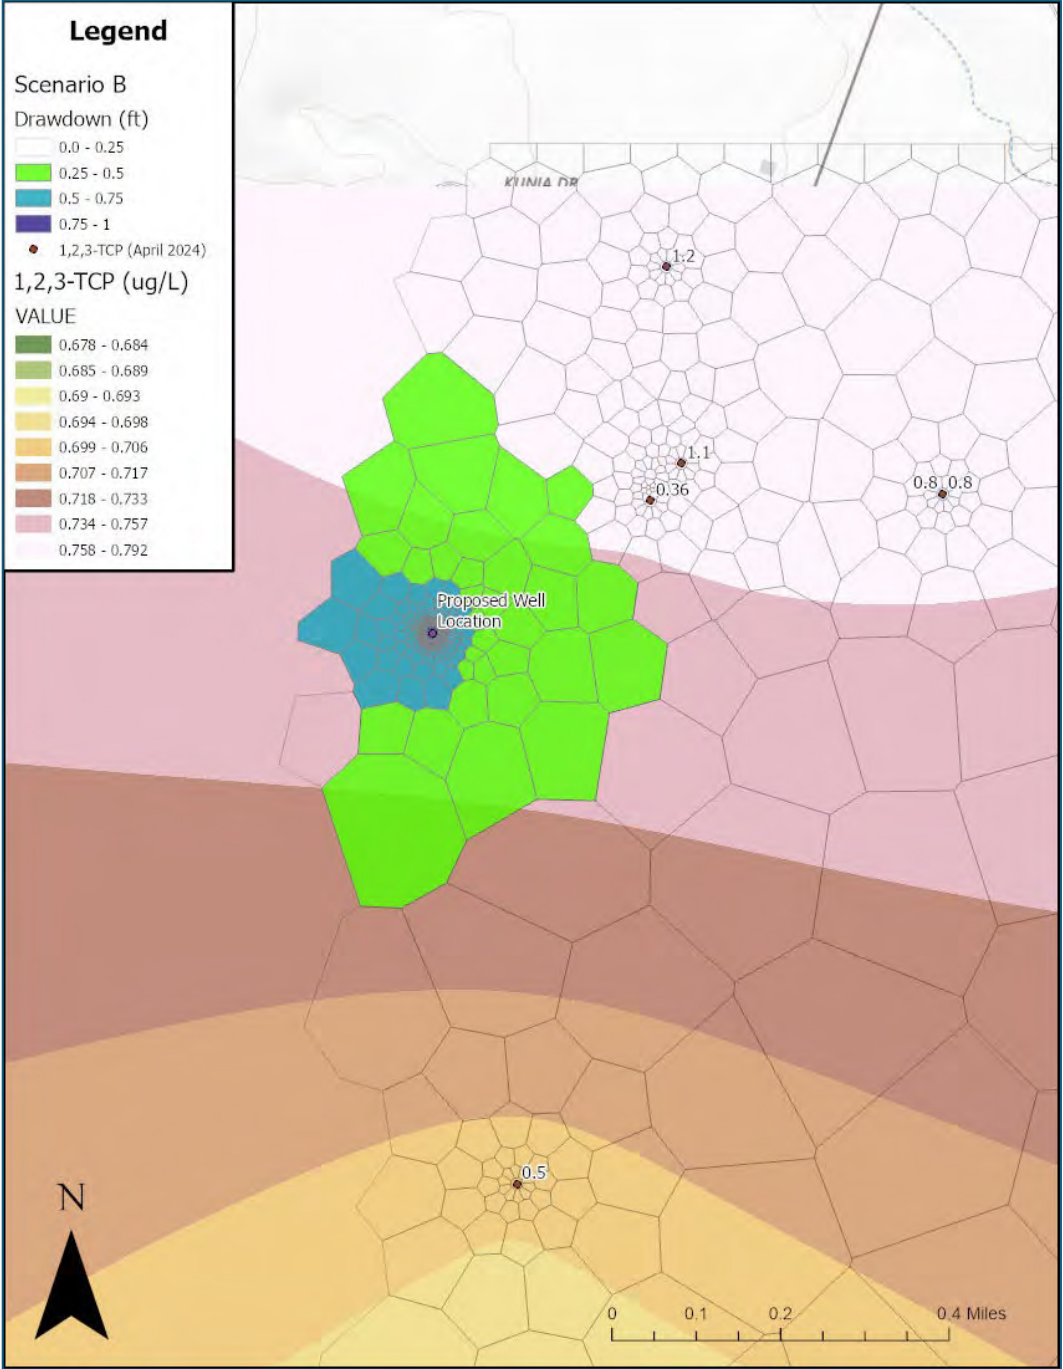 Legend
Scenario B
Drawdown (ft)
0.0 - 0.25
0.25 - 0.5
0.5 - 0.75
0.75 - 1
1,2,3-TCP (April 2024)
1,2,3-TCP (ug/L)
VALUE
0.678 - 0.684
0.685 - 0.689
0.69 - 0.693
0.694 - 0.698
0.699 - 0.706
0.707 - 0.717
0.718 - 0.733
0.734 - 0.757
0.758 - 0.792
KUNIA DR
1.2
1.1
0.36
0.8 0.8
Proposed Well
Location
0.5
N
0 0.1 0.2 0.4 Miles